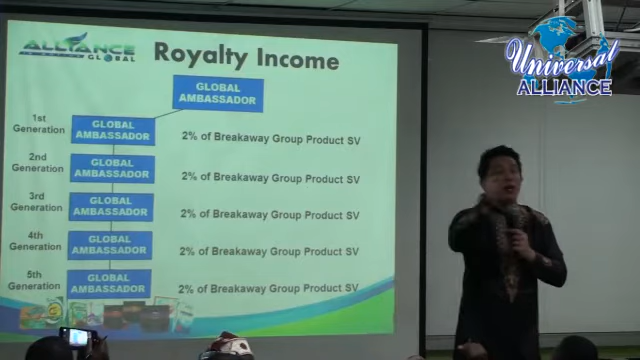 ALLIANCE
IN MOTION GLOBAL
Royalty Income
GLOBAL
AMBASSADOR
1st
Generation
GLOBAL
AMBASSADOR
2% of Breakaway Group Product SV
2nd
Generation
GLOBAL
AMBASSADOR
2% of Breakaway Group Product SV
3rd
Generation
GLOBAL
AMBASSADOR
2% of Breakaway Group Product SV
4th
Generation
GLOBAL
AMBASSADOR
2% of Breakaway Group Product SV
5th
Generation
GLOBAL
AMBASSADOR
2% of Breakaway Group Product SV
Universal
ALLIANCE